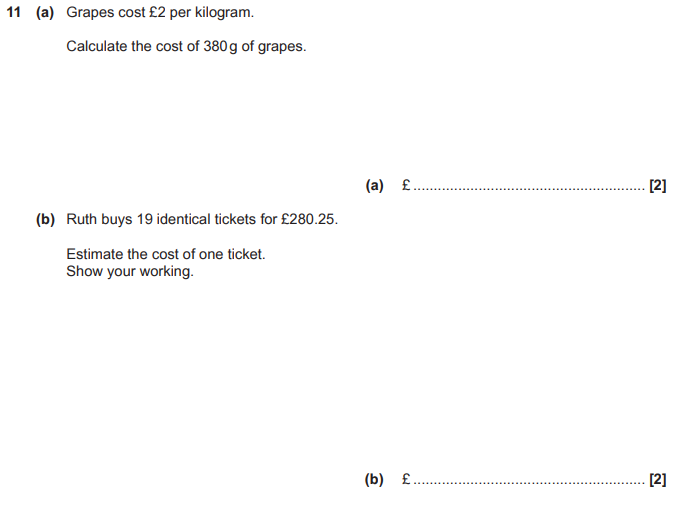 11 (a) Grapes cost £2 per kilogram.
Calculate the cost of 380 g of grapes.
(a) £ ........................................................ [2]
(b) Ruth buys 19 identical tickets for £280.25.
Estimate the cost of one ticket.
Show your working.
(b) £ ........................................................ [2]